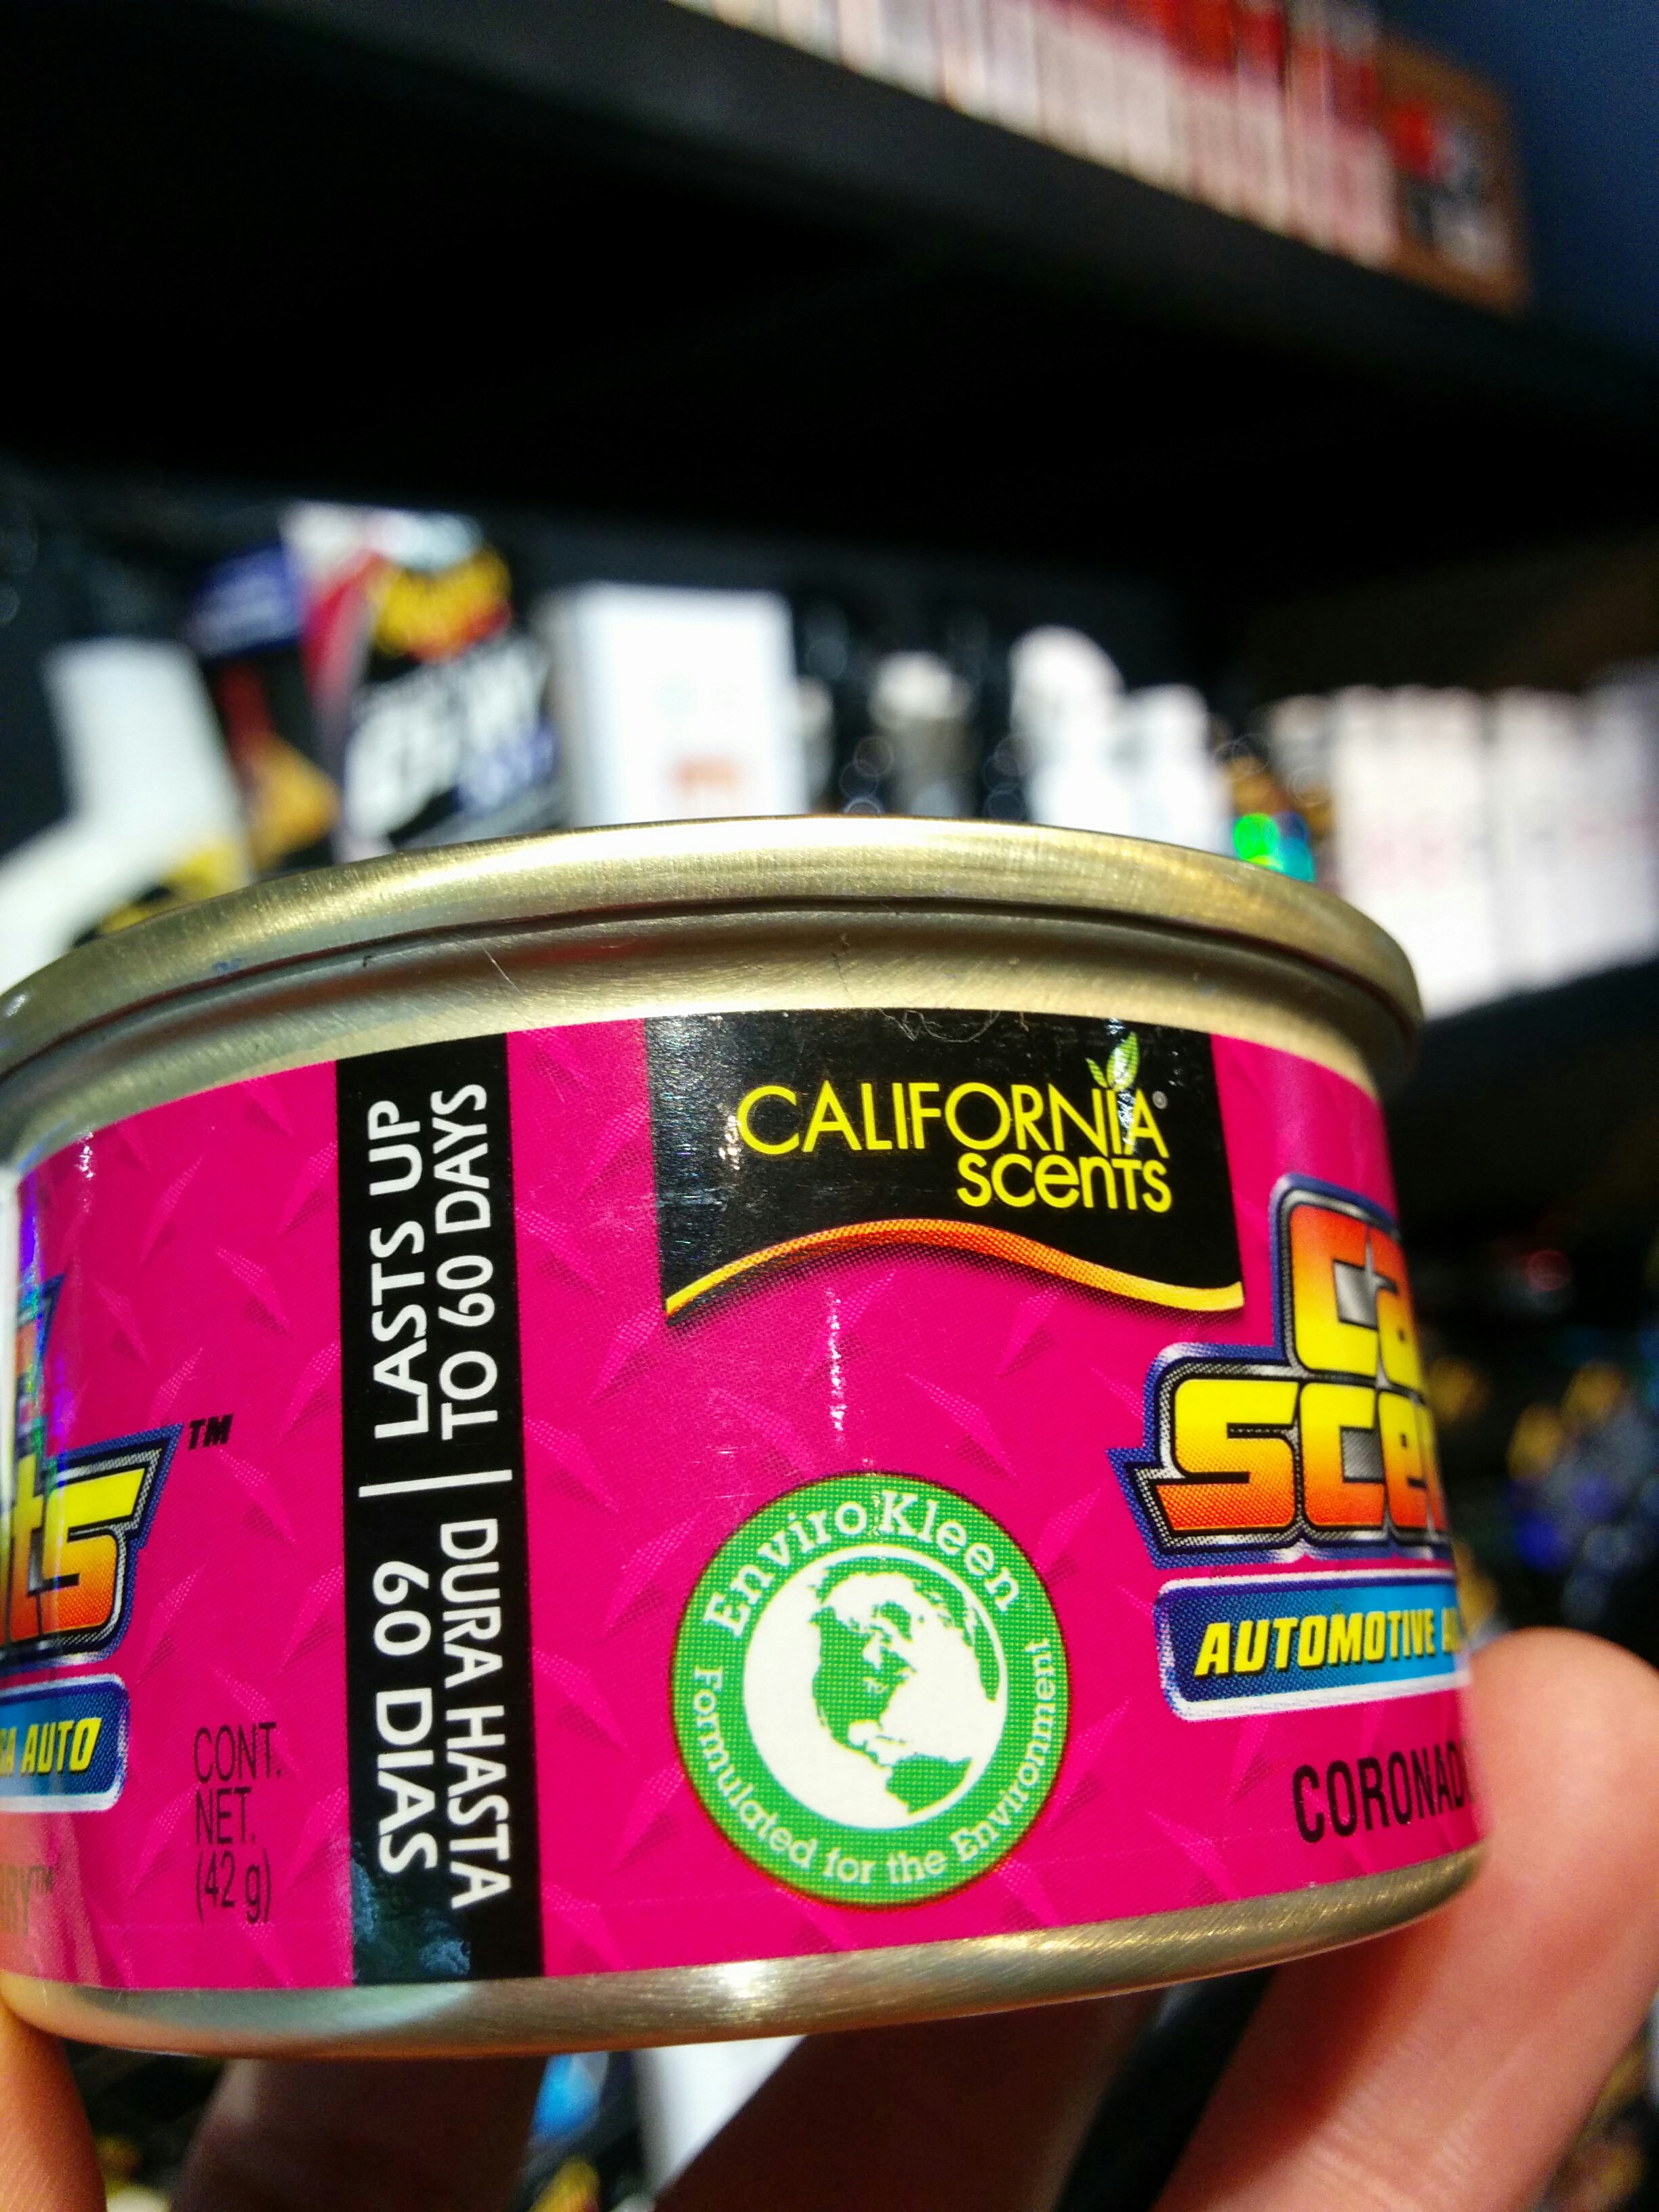 CALIFORNIA
scents
LASTS UP
TO 60 DAYS
60 DIAS
DURA HASTA
™
AUTO
CONT.
NET.
(42 g)
EnviroKleen
Formulated for the Environment
AUTOMOTIVE